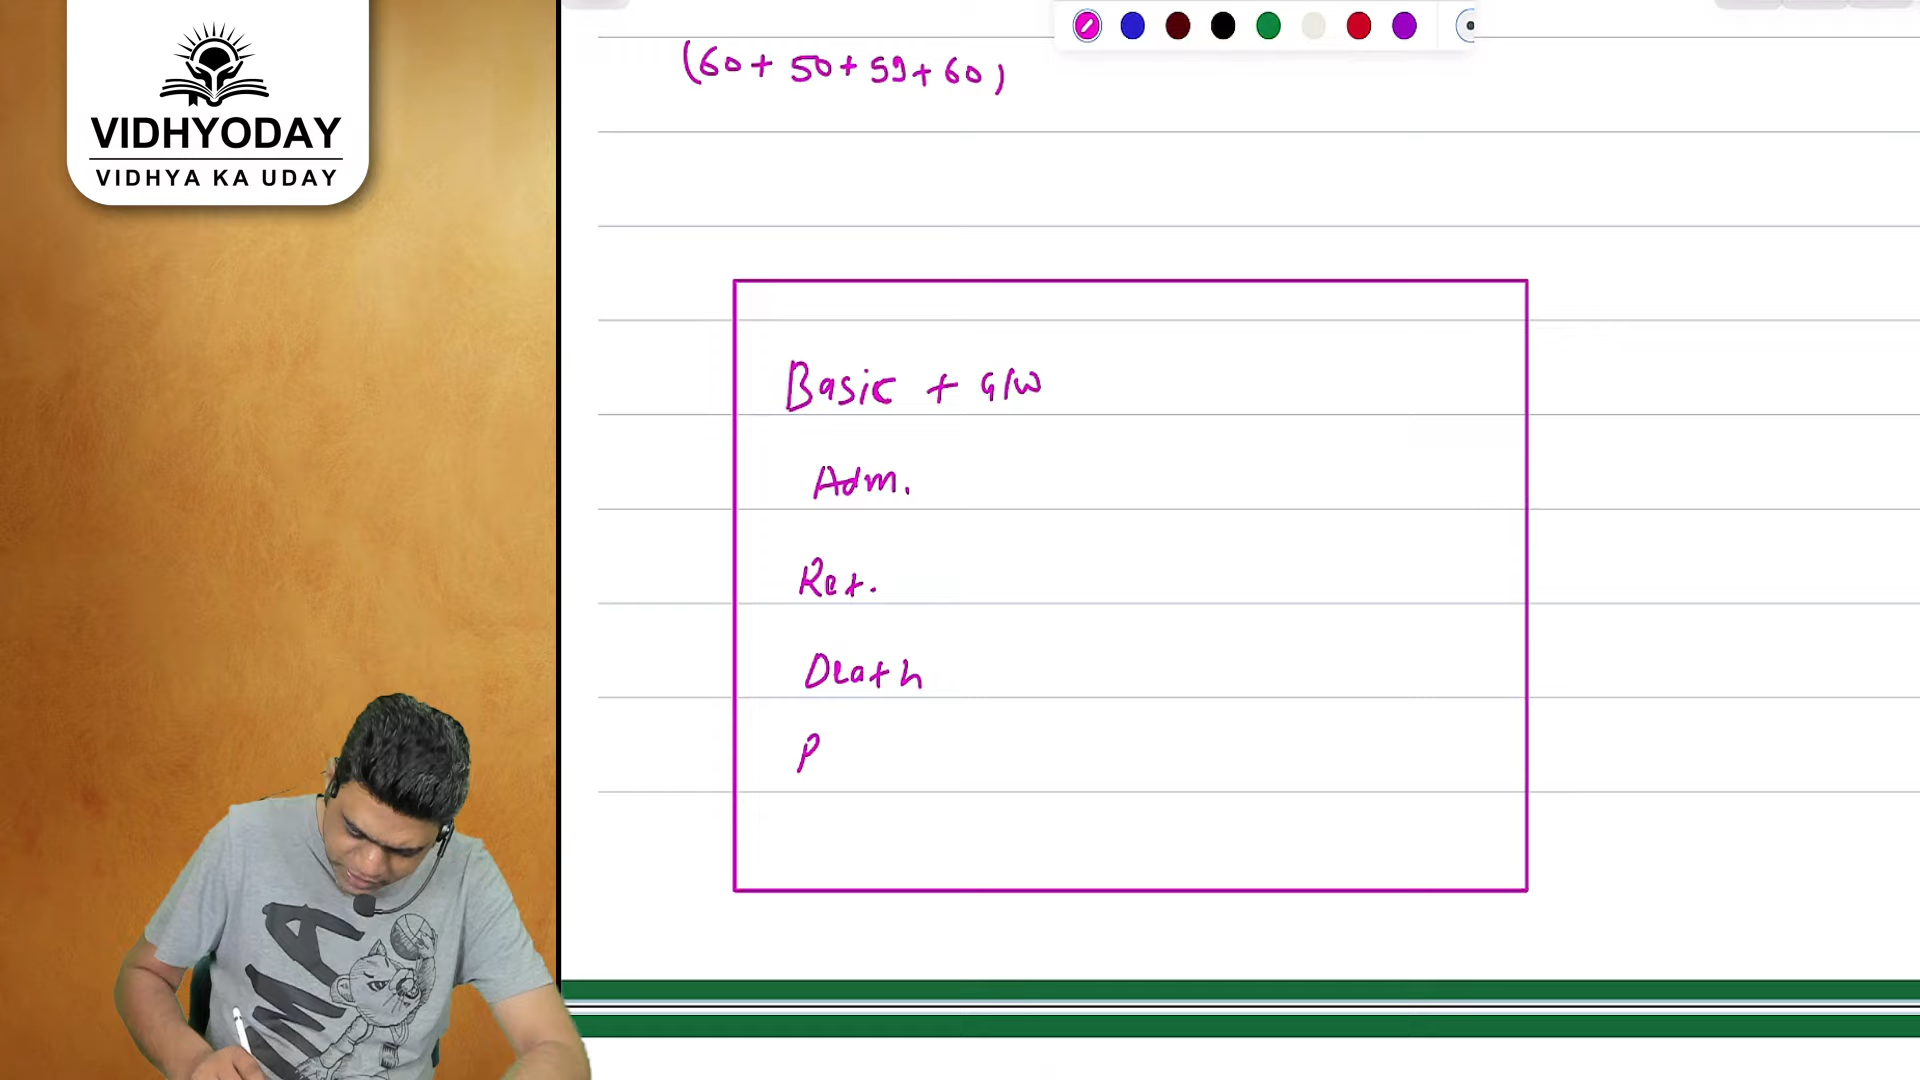 VIDHYODAY
VIDHYA KA UDAY
(60 + 50 + 59 + 60)
Basic + G/W
Adm.
Ret.
Death
P